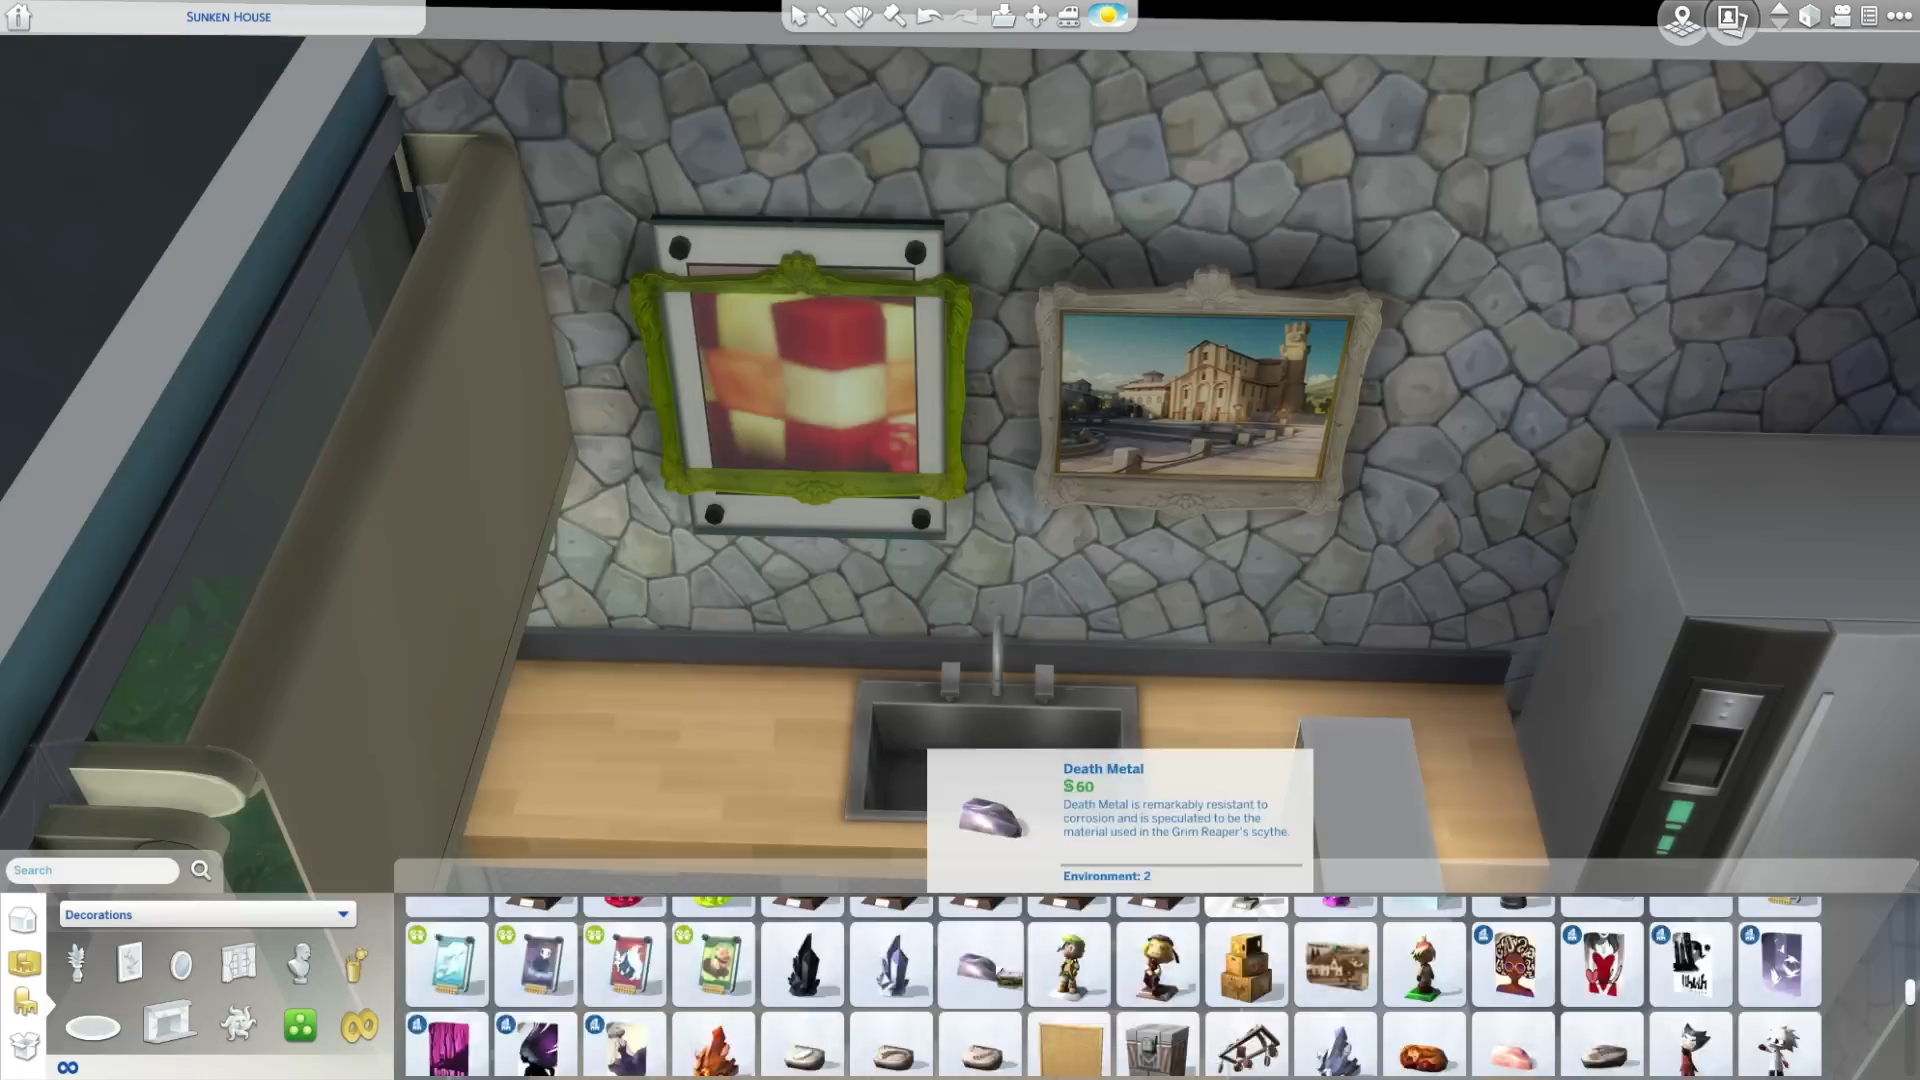 SUNKEN HOUSE
Death Metal
$60
Death Metal is remarkably resistant to
corrosion and is speculated to be the
material used in the Grim Reaper's scythe.
Environment: 2
Search
Decorations